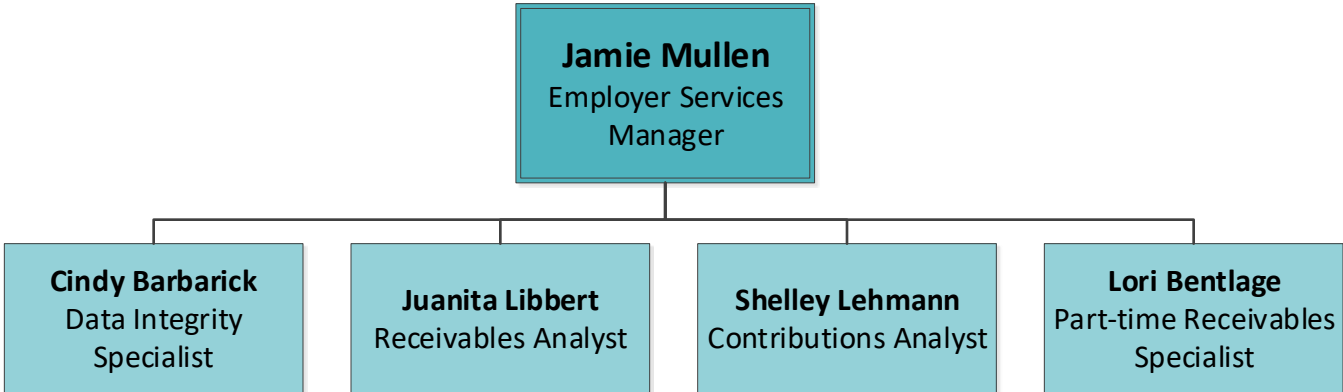 Jamie Mullen
Employer Services
Manager
Cindy Barbarick
Data Integrity
Specialist
Juanita Libbert
Receivables Analyst
Shelley Lehmann
Contributions Analyst
Lori Bentlage
Part-time Receivables
Specialist